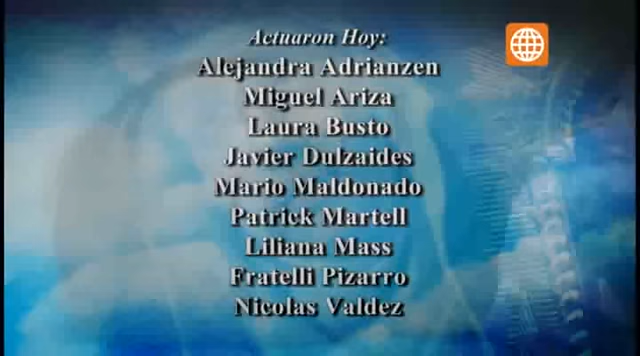 Actuaron Hoy:
Alejandra Adrianzen
Miguel Ariza
Laura Busto
Javier Dulzaides
Mario Maldonado
Patrick Martell
Liliana Mass
Fratelli Pizarro
Nicolas Valdez